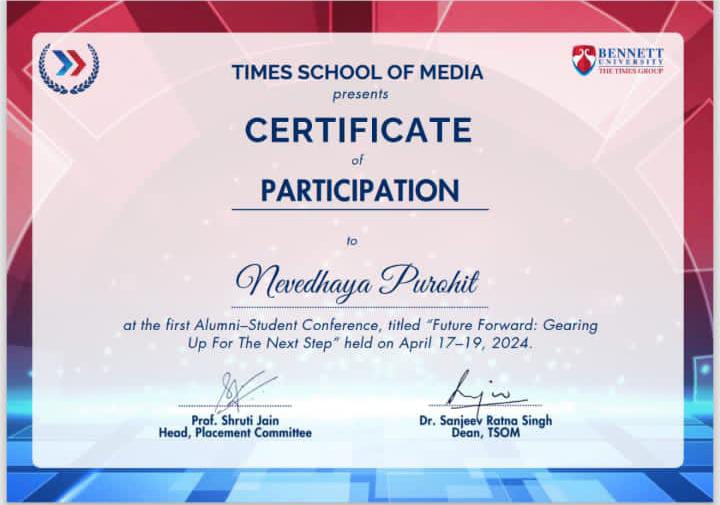 BENNETT
UNIVERSITY
THE TIMES GROUP
TIMES SCHOOL OF MEDIA
presents
CERTIFICATE
of
PARTICIPATION
to
Nevedhaya Purohit
at the first Alumni–Student Conference, titled “Future Forward: Gearing
Up For The Next Step” held on April 17–19, 2024.
Prof. Shruti Jain
Head, Placement Committee
Dr. Sanjeev Ratna Singh
Dean, TSOM